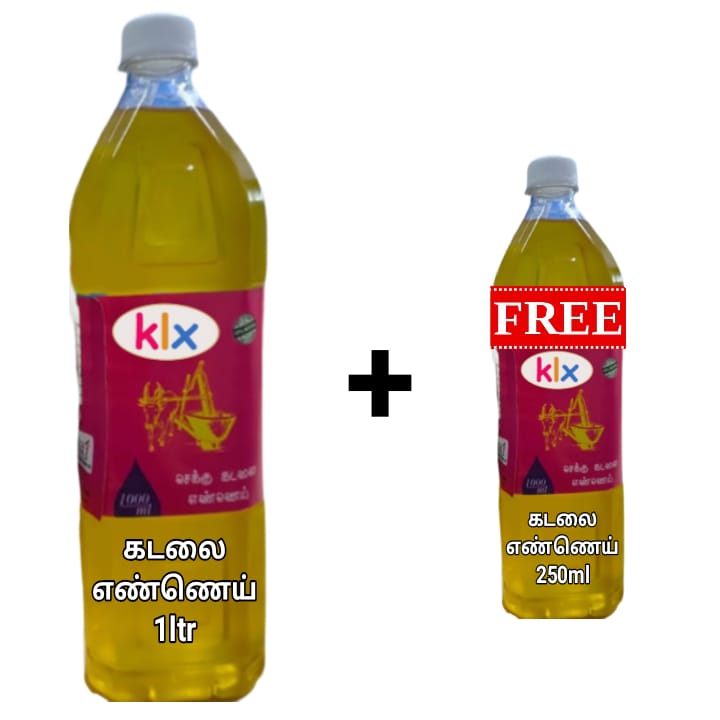 klx
செக்கு கடலை
எண்ணெய்
1000
ml
கடலை
எண்ணெய்
1ltr
+
FREE
klx
செக்கு கடலை
எண்ணெய்
கடலை
எண்ணெய்
250ml